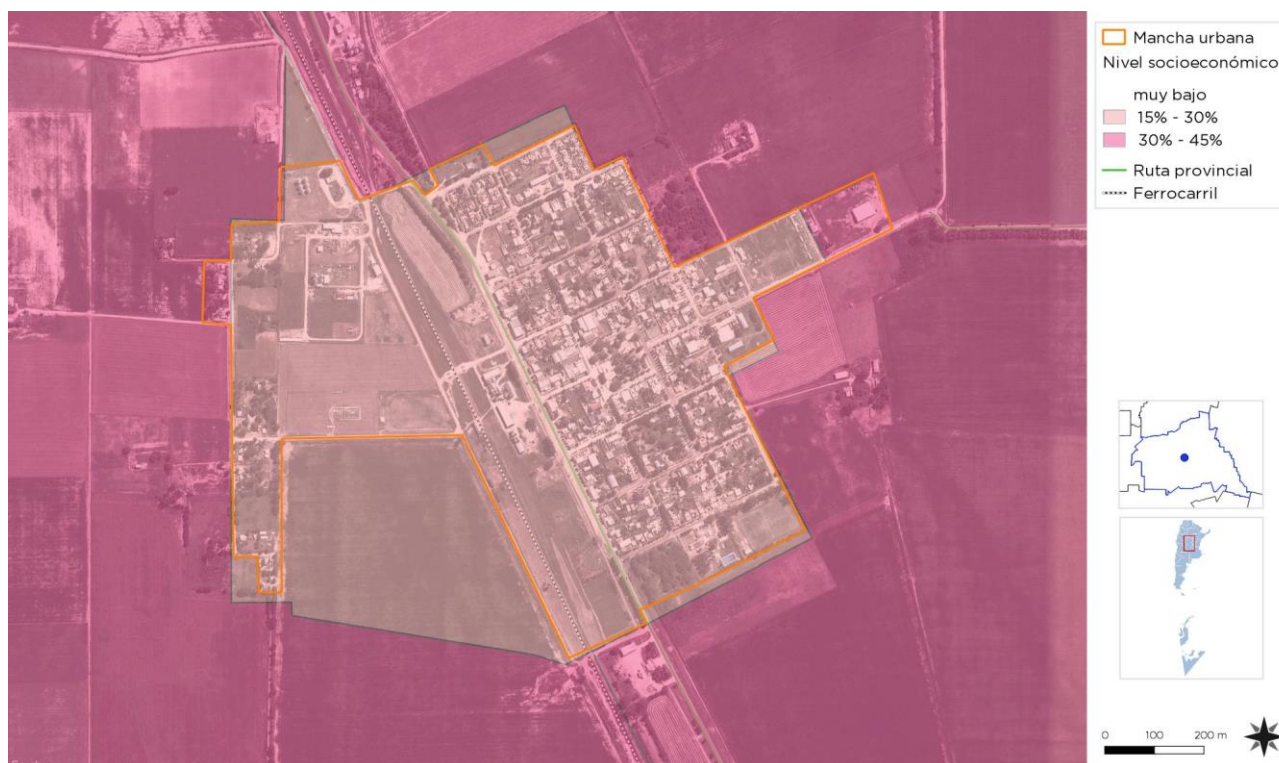 Mancha urbana
Nivel socioeconómico
muy bajo
15% - 30%
30% - 45%
Ruta provincial
Ferrocarril
0 100 200 m